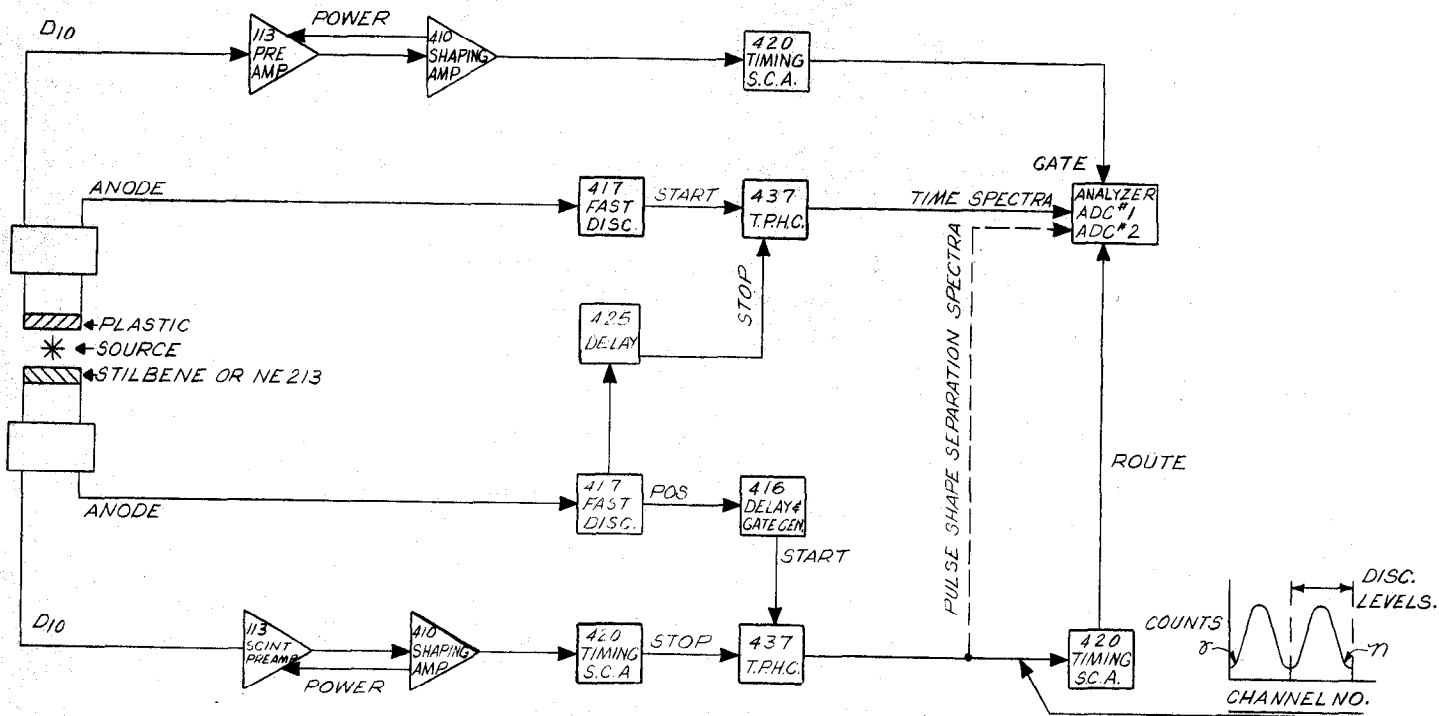 D10
POWER
113
PRE
AMP
410
SHAPING
AMP
420
TIMING
S.C.A.
GATE
ANODE
417
FAST
DISC.
START
437
T.P.H.C.
TIME SPECTRA
ANALYZER
ADC #1
ADC #2
STOP
PULSE SHAPE SEPARATION SPECTRA
425
DELAY
PLASTIC
SOURCE
STILBENE OR NE 213
ROUTE
ANODE
417
FAST
DISC.
POS
416
DELAY &
GATE GEN.
START
D10
113
SCINT
PREAMP
410
SHAPING
AMP
POWER
420
TIMING
S.C.A
STOP
437
T.P.H.C.
420
TIMING
S.C.A.
DISC.
LEVELS.
COUNTS
γ
n
CHANNEL NO.